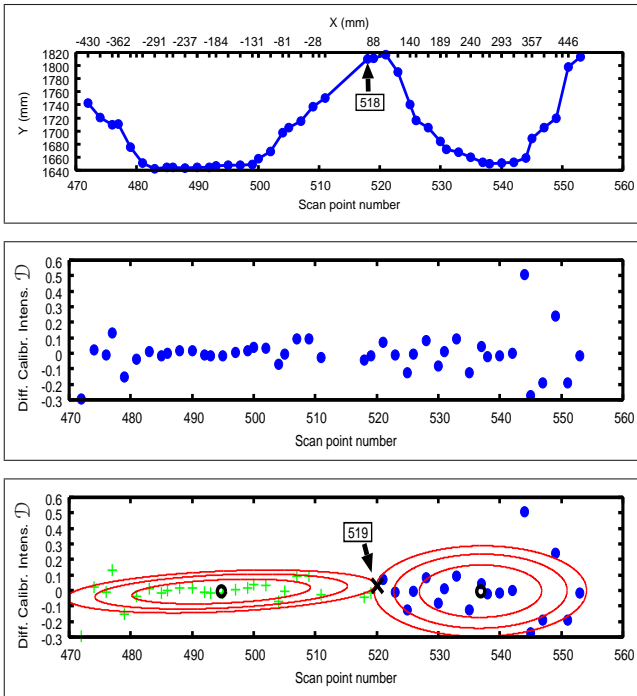 X (mm)
-430 -362 -291 -237 -184 -131 -81 -28 88 140 189 240 293 357 446
1820
1800
1780
1760
1740
1720
1700
1680
1660
1640
Y (mm)
518
470 480 490 500 510 520 530 540 550 560
Scan point number
0.6
0.5
0.4
0.3
0.2
0.1
0
-0.1
-0.2
-0.3
Diff. Calibr. Intens. 𝒟
470 480 490 500 510 520 530 540 550 560
Scan point number
0.6
0.5
0.4
0.3
0.2
0.1
0
-0.1
-0.2
-0.3
Diff. Calibr. Intens. 𝒟
519
470 480 490 500 510 520 530 540 550 560
Scan point number